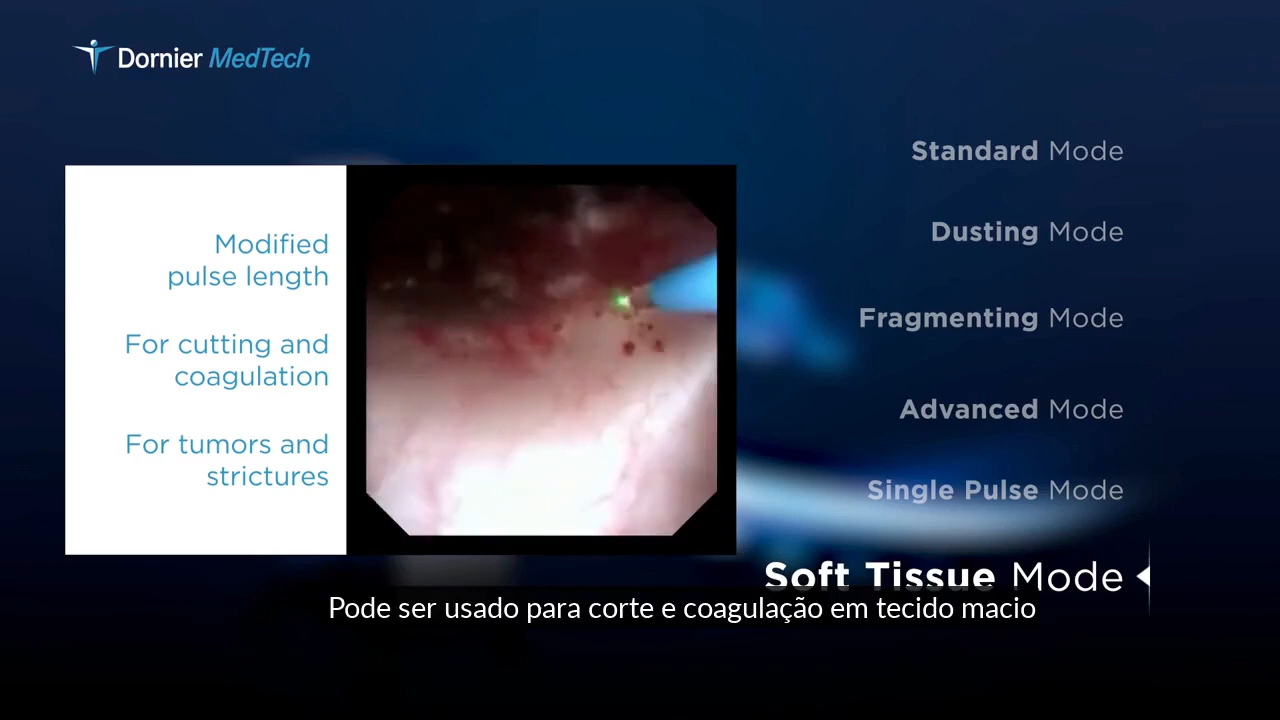 Dornier MedTech
Modified
pulse length
For cutting and
coagulation
For tumors and
strictures
Standard Mode
Dusting Mode
Fragmenting Mode
Advanced Mode
Single Pulse Mode
Soft Tissue Mode
Pode ser usado para corte e coagulação em tecido macio